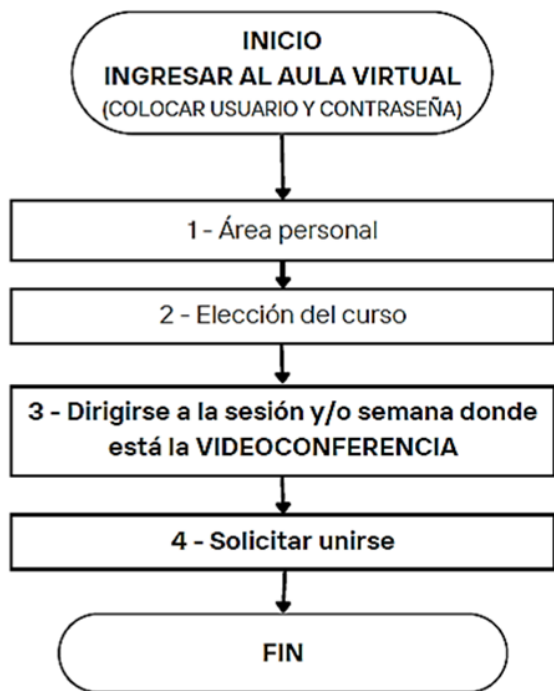 INICIO
INGRESAR AL AULA VIRTUAL
(COLOCAR USUARIO Y CONTRASEÑA)
1 - Área personal
2 - Elección del curso
3 - Dirigirse a la sesión y/o semana donde
está la VIDEOCONFERENCIA
4 - Solicitar unirse
FIN